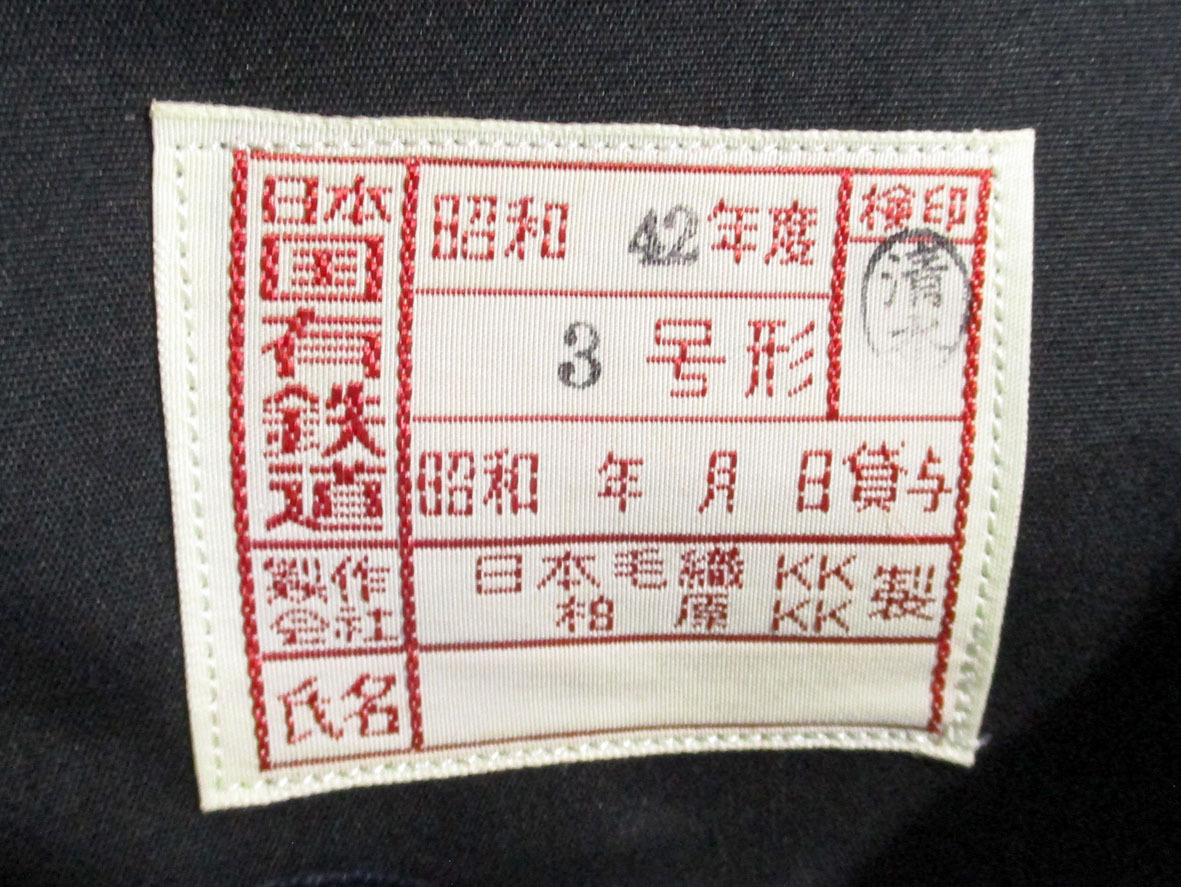 日本国有鉄道
昭和 42年度
検印
清
3 号形
昭和 年 月 日貸与
製作会社
日本毛織KK
柏原KK
製
氏名